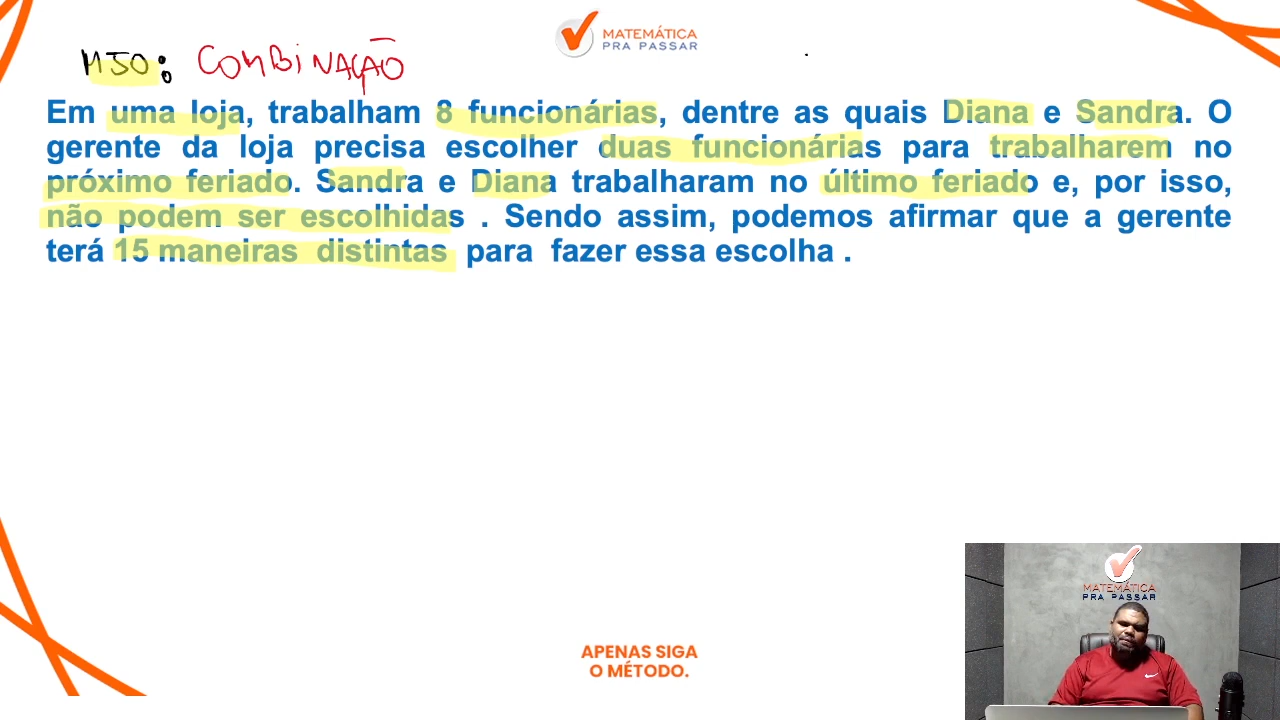 MATEMÁTICA
PRA PASSAR
MJO: COMBINAÇÃO
Em uma loja, trabalham 8 funcionárias, dentre as quais Diana e Sandra. O
gerente da loja precisa escolher duas funcionárias para trabalharem no
próximo feriado. Sandra e Diana trabalharam no último feriado e, por isso,
não podem ser escolhidas . Sendo assim, podemos afirmar que a gerente
terá 15 maneiras distintas para fazer essa escolha .
MATEMÁTICA
PRA PASSAR
APENAS SIGA
O MÉTODO.